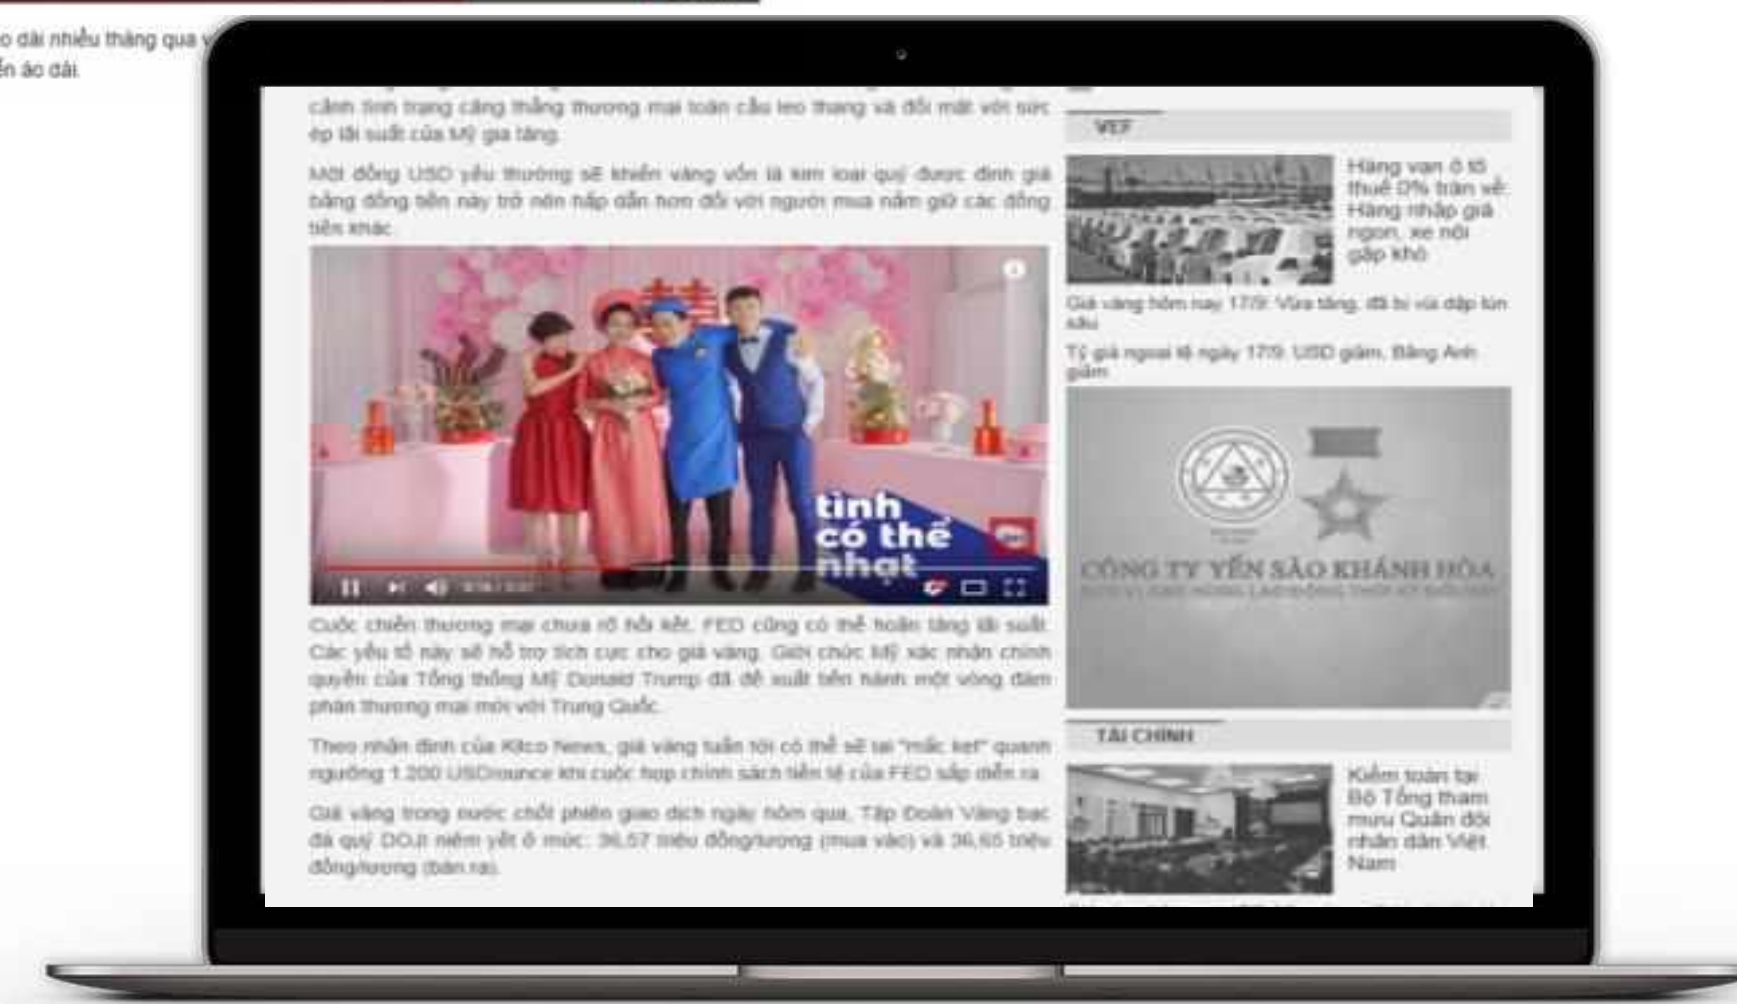 o dài nhiều tháng qua v
ến áo dài.
cảnh tình trạng căng thẳng thương mại toàn cầu leo thang và đối mặt với sức
ép lãi suất của Mỹ gia tăng.
Một đồng USD yếu thường sẽ khiến vàng vốn là kim loại quý được định giá
bằng đồng tiền này trở nên hấp dẫn hơn đối với người mua nắm giữ các đồng
tiền khác.
tình
có thể
nhạt
Cuộc chiến thương mại chưa rõ hồi kết, FED cũng có thể hoãn tăng lãi suất.
Các yếu tố này sẽ hỗ trợ tích cực cho giá vàng. Giới chức Mỹ xác nhận chính
quyền của Tổng thống Mỹ Donald Trump đã đề xuất tiến hành một vòng đàm
phán thương mại mới với Trung Quốc.
Theo nhận định của Kitco News, giá vàng tuần tới có thể sẽ lại "mắc kẹt" quanh
ngưỡng 1.200 USD/ounce khi cuộc họp chính sách tiền tệ của FED sắp diễn ra.
Giá vàng trong nước chốt phiên giao dịch ngày hôm qua, Tập Đoàn Vàng bạc
đá quý DOJI niêm yết ở mức: 36,57 triệu đồng/lượng (mua vào) và 36,65 triệu
đồng/lượng (bán ra).
VEF
Hàng vạn ô tô
thuế 0% tràn về:
Hàng nhập giá
ngon, xe nội
gặp khó
Giá vàng hôm nay 17/9: Vừa tăng, đã bị vùi dập lún
sâu
Tỷ giá ngoại tệ ngày 17/9: USD giảm, Bảng Anh
giảm
CÔNG TY YẾN SÀO KHÁNH HÒA
TÀI CHÍNH
Kiểm toán tại
Bộ Tổng tham
mưu Quân đội
nhân dân Việt
Nam